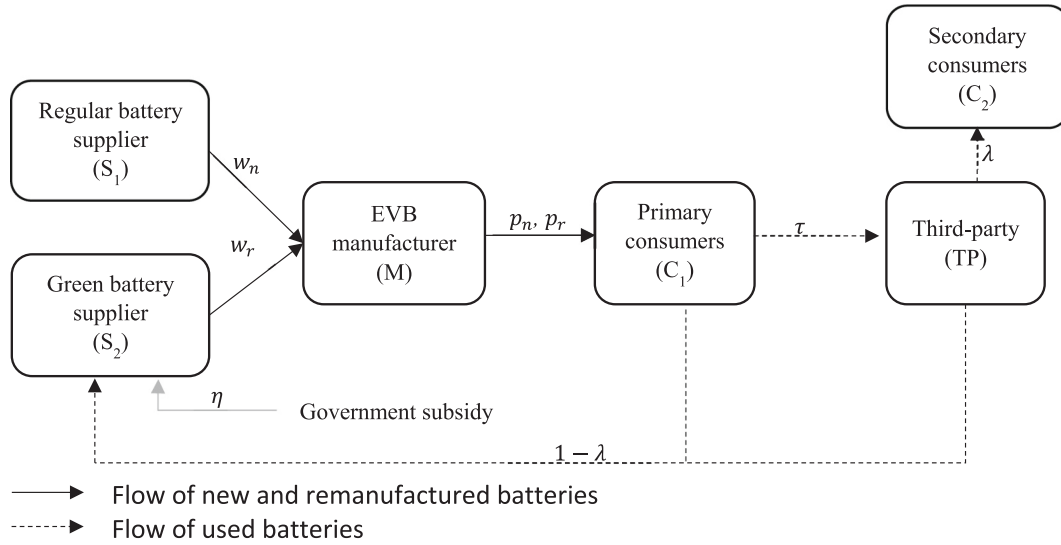 Secondary
consumers
(C₂)
Regular battery
supplier
(S₁)
wₙ
λ
EVB
manufacturer
(M)
pₙ, pᵣ
Primary
consumers
(C₁)
τ
Third-party
(TP)
wᵣ
Green battery
supplier
(S₂)
η
Government subsidy
1 − λ
Flow of new and remanufactured batteries
Flow of used batteries